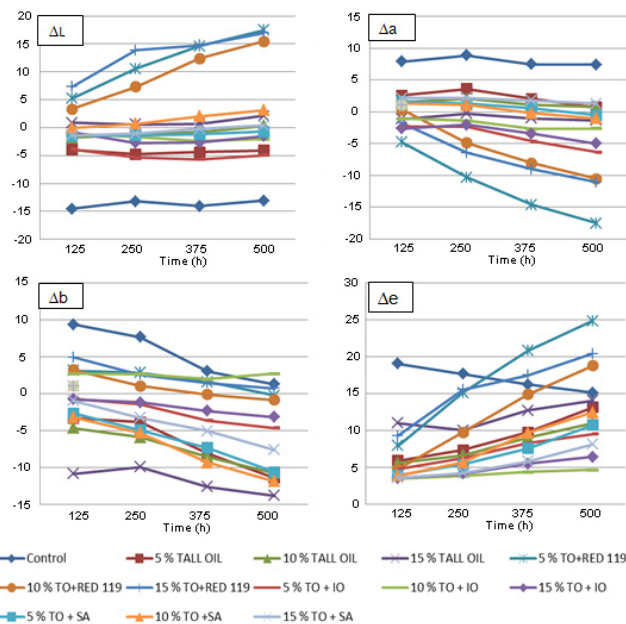 ΔL
20
15
10
5
0
-5
-10
-15
-20
125 250 375 500
Time (h)
Δa
15
10
5
0
-5
-10
-15
-20
125 250 375 500
Time (h)
Δb
15
10
5
0
-5
-10
-15
125 250 375 500
Time (h)
Δe
30
25
20
15
10
5
0
125 250 375 500
Time (h)
Control 5 % TALL OIL 10 % TALL OIL 15 % TALL OIL 5 % TO+RED 119
10 % TO+RED 119 15 % TO+RED 119 5 % TO + IO 10 % TO + IO 15 % TO + IO
5 % TO + SA 10 % TO +SA 15 % TO + SA